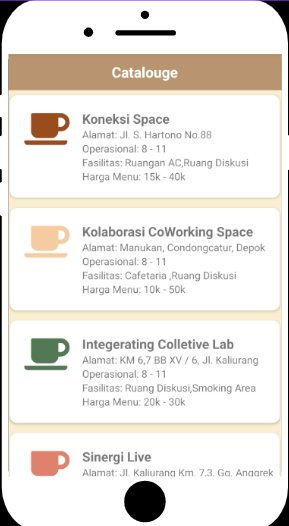 Catalouge
Koneksi Space
Alamat: Jl. S. Hartono No.88
Operasional: 8 - 11
Fasilitas: Ruangan AC,Ruang Diskusi
Harga Menu: 15k - 40k
Kolaborasi CoWorking Space
Alamat: Manukan, Condongcatur, Depok
Operasional: 8 - 11
Fasilitas: Cafetaria ,Ruang Diskusi
Harga Menu: 10k - 50k
Integerating Colletive Lab
Alamat: KM 6,7 BB XV / 6, Jl. Kaliurang
Operasional: 8 - 11
Fasilitas: Ruang Diskusi,Smoking Area
Harga Menu: 20k - 30k
Sinergi Live
Alamat: Jl. Kaliurang Km. 7,3. Gg. Anggrek